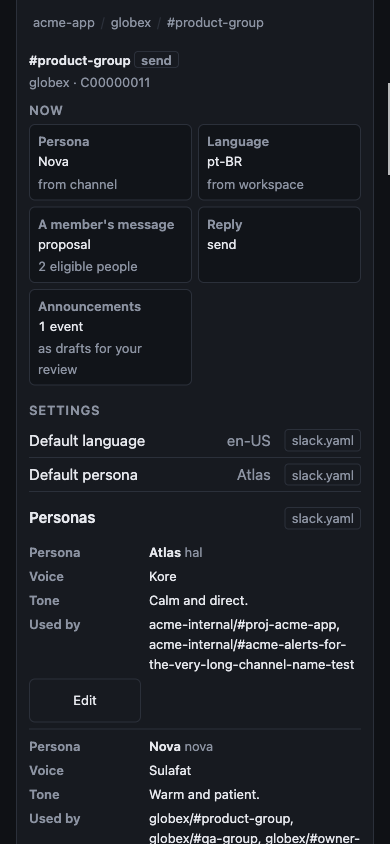 acme-app / globex / #product-group
#product-group send
globex · C00000011
NOW
Persona
Nova
from channel
Language
pt-BR
from workspace
A member's message
proposal
2 eligible people
Reply
send
Announcements
1 event
as drafts for your
review
SETTINGS
Default language en-US slack.yaml
Default persona Atlas slack.yaml
Personas slack.yaml
Persona Atlas hal
Voice Kore
Tone Calm and direct.
Used by acme-internal/#proj-acme-app,
acme-internal/#acme-alerts-for-
the-very-long-channel-name-test
Edit
Persona Nova nova
Voice Sulafat
Tone Warm and patient.
Used by globex/#product-group,
globex/#qa-group, globex/#owner-